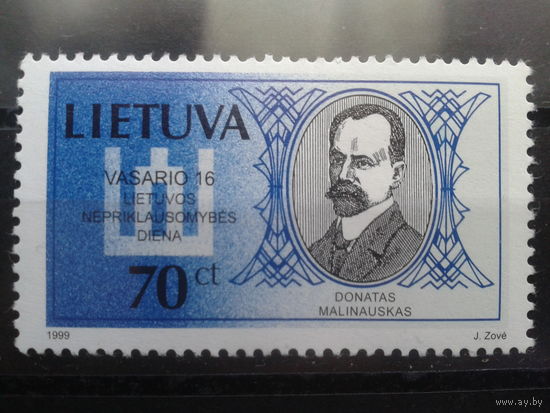 LIETUVA
VASARIO 16
LIETUVOS
NEPRIKLAUSOMYBĖS
DIENA
70 ct
DONATAS
MALINAUSKAS
1999
J. Zovė
www.ay.by